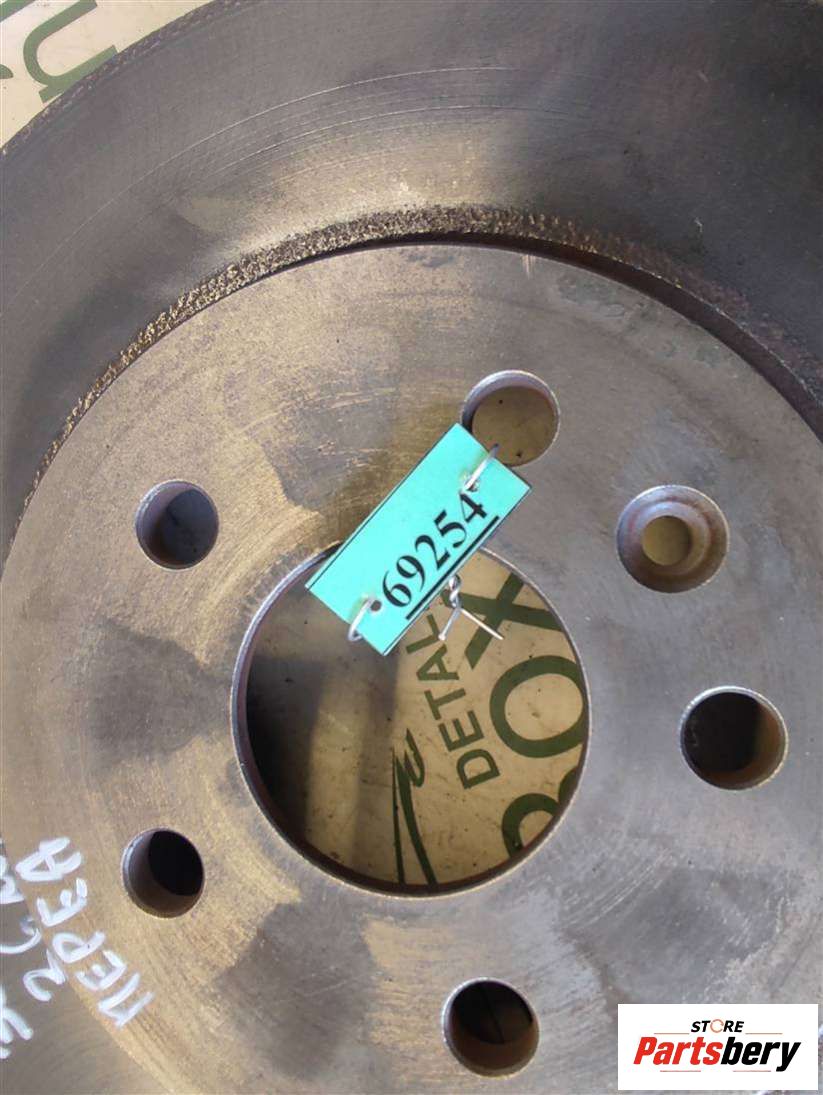 69254
DETAL
BOX
ПЕРЕД
STORE
Partsbery